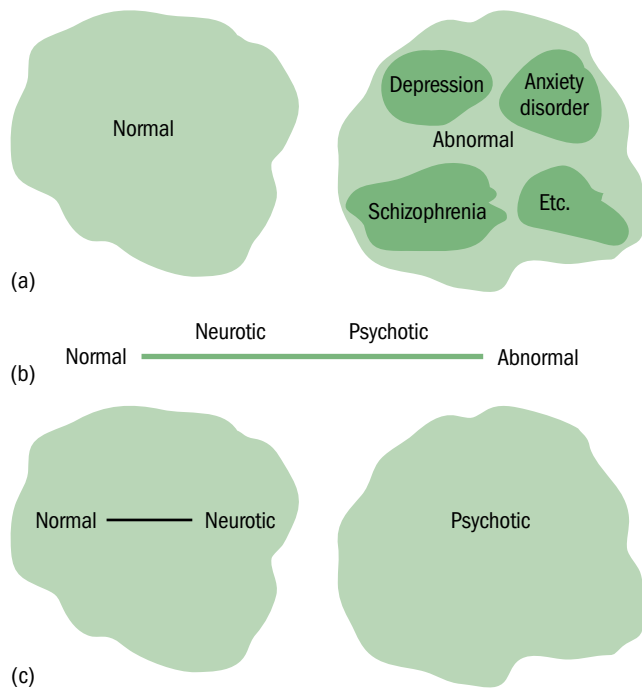 Normal
Depression
Anxiety
disorder
Abnormal
Schizophrenia
Etc.
(a)
Neurotic Psychotic
Normal Abnormal
(b)
Normal Neurotic
Psychotic
(c)